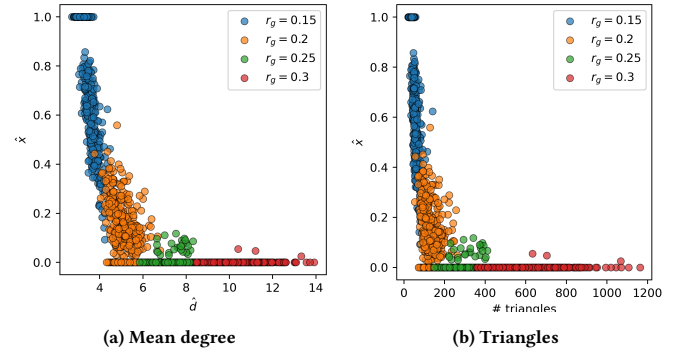 1.0
0.8
0.6
0.4
0.2
0.0
x̂
4
6
8
10
12
14
d̂
r_g = 0.15
r_g = 0.2
r_g = 0.25
r_g = 0.3
(a) Mean degree
1.0
0.8
0.6
0.4
0.2
0.0
x̂
0
200
400
600
800
1000
1200
# triangles
r_g = 0.15
r_g = 0.2
r_g = 0.25
r_g = 0.3
(b) Triangles